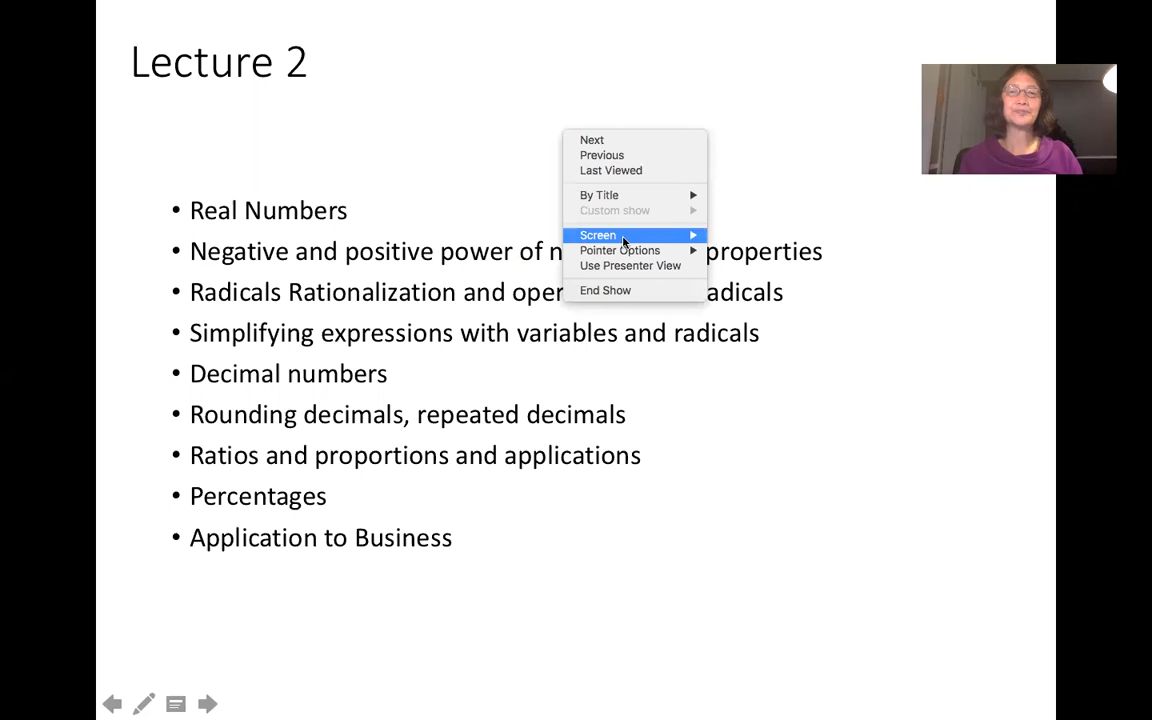 Lecture 2
Next
Previous
Last Viewed
By Title
Custom show
Screen
Pointer Options
Use Presenter View
End Show
• Real Numbers
• Negative and positive power of n properties
• Radicals Rationalization and oper adicals
• Simplifying expressions with variables and radicals
• Decimal numbers
• Rounding decimals, repeated decimals
• Ratios and proportions and applications
• Percentages
• Application to Business